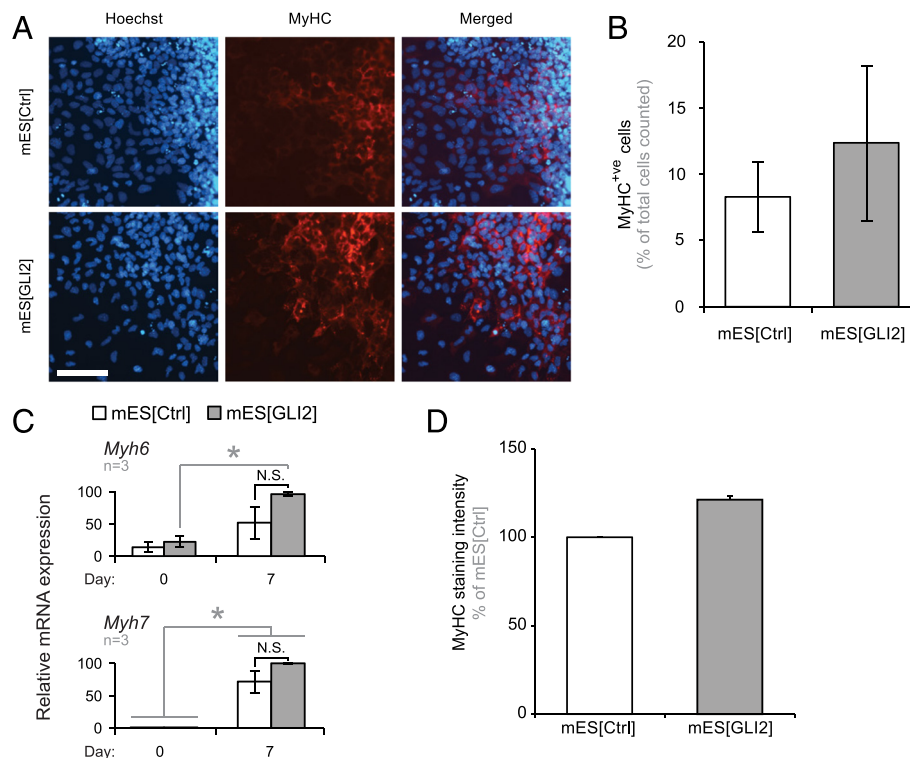 A
Hoechst
MyHC
Merged
mES[Ctrl]
mES[GLI2]
B
MyHC+ve cells
(% of total cells counted)
20
15
10
5
0
mES[Ctrl]
mES[GLI2]
C
mES[Ctrl] mES[GLI2]
Relative mRNA expression
Myh6
n=3
*
N.S.
100
50
0
Day: 0 7
Myh7
n=3
*
N.S.
100
50
0
Day: 0 7
D
MyHC staining intensity
% of mES[Ctrl]
150
100
50
0
mES[Ctrl]
mES[GLI2]